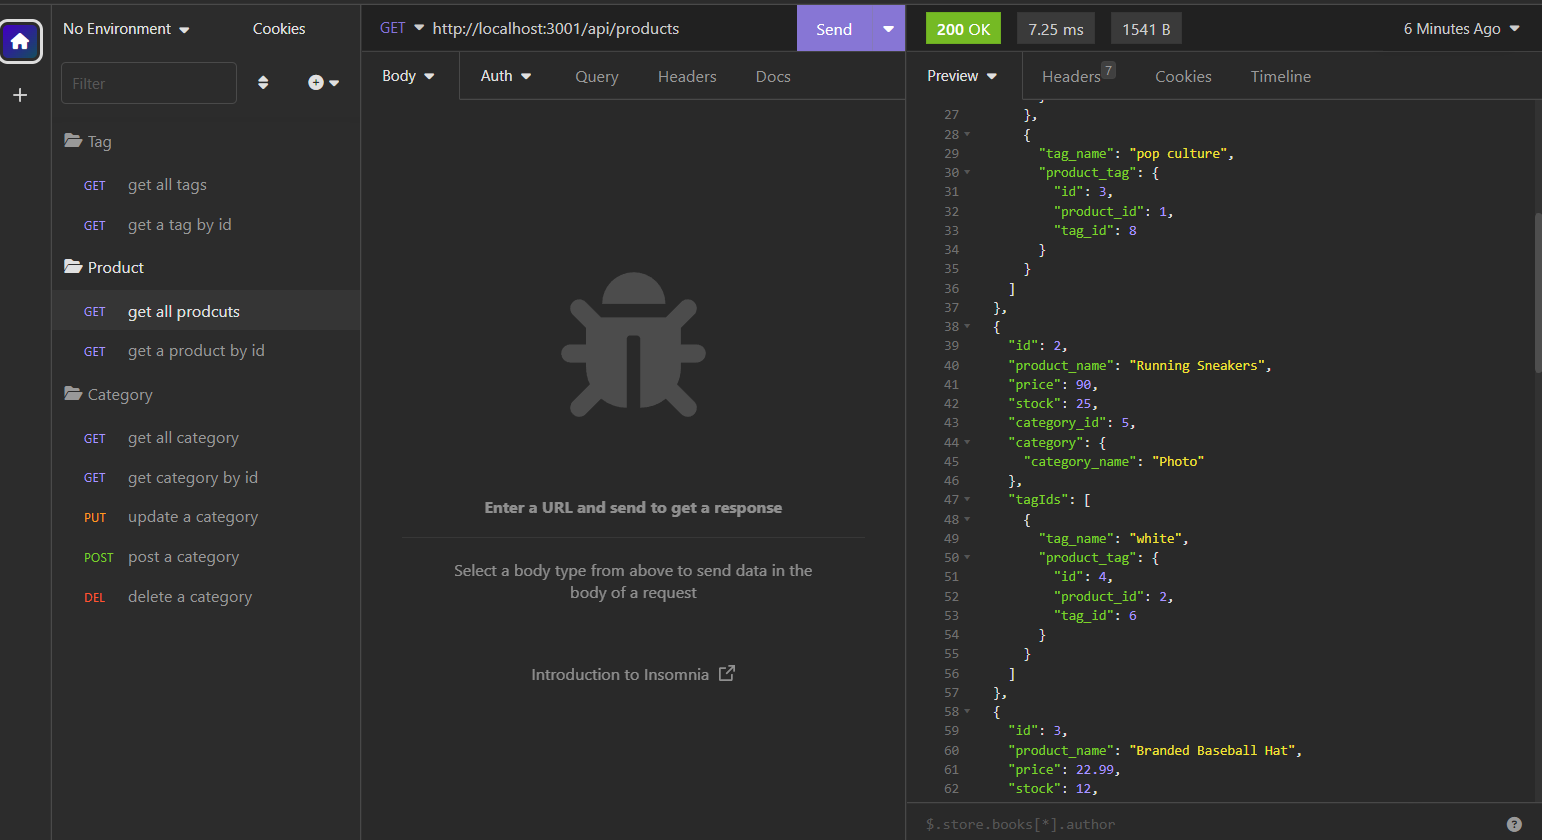 No Environment
Cookies
Filter
Tag
GET get all tags
GET get a tag by id
Product
GET get all prodcuts
GET get a product by id
Category
GET get all category
GET get category by id
PUT update a category
POST post a category
DEL delete a category
GET http://localhost:3001/api/products Send
Body Auth Query Headers Docs
Enter a URL and send to get a response
Select a body type from above to send data in the
body of a request
Introduction to Insomnia
200 OK 7.25 ms 1541 B 6 Minutes Ago
Preview Headers 7 Cookies Timeline
27 },
28 {
29 "tag_name": "pop culture",
30 "product_tag": {
31 "id": 3,
32 "product_id": 1,
33 "tag_id": 8
34 }
35 }
36 ]
37 },
38 {
39 "id": 2,
40 "product_name": "Running Sneakers",
41 "price": 90,
42 "stock": 25,
43 "category_id": 5,
44 "category": {
45 "category_name": "Photo"
46 },
47 "tagIds": [
48 {
49 "tag_name": "white",
50 "product_tag": {
51 "id": 4,
52 "product_id": 2,
53 "tag_id": 6
54 }
55 }
56 ]
57 },
58 {
59 "id": 3,
60 "product_name": "Branded Baseball Hat",
61 "price": 22.99,
62 "stock": 12,
$.store.books[*].author